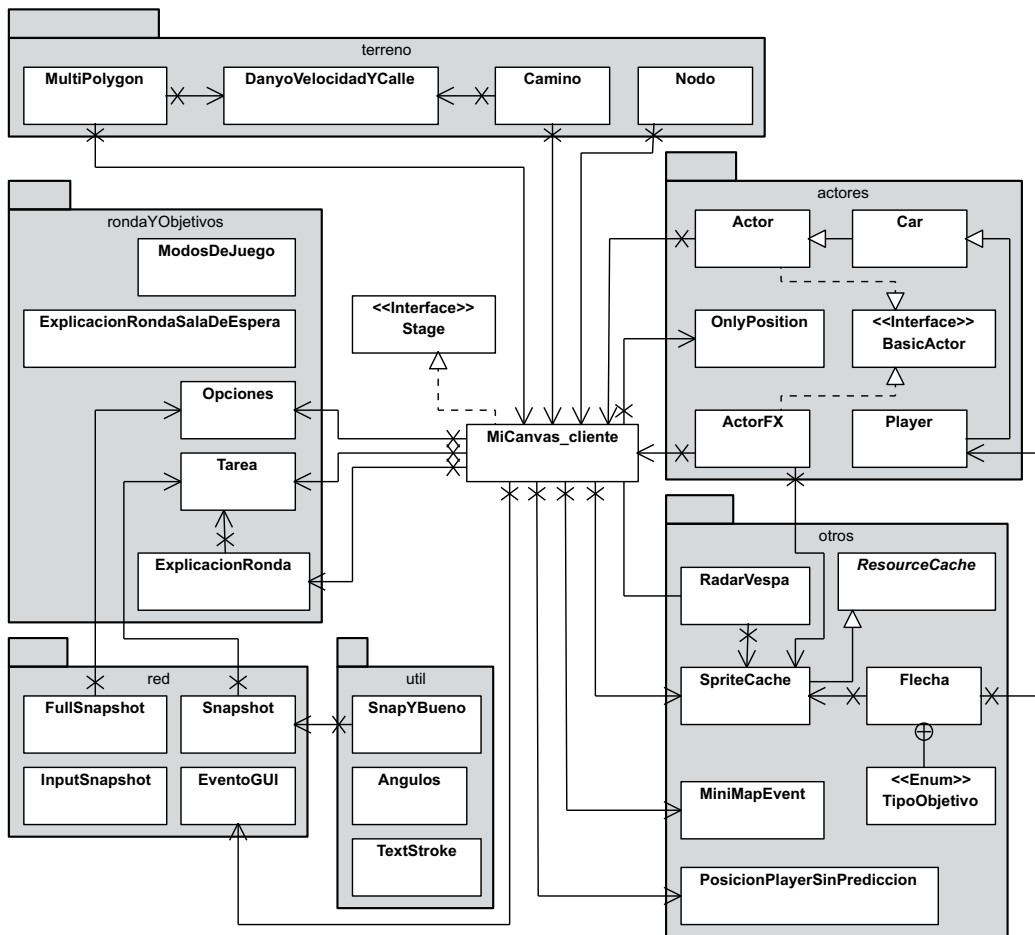 terreno
MultiPolygon
DanyoVelocidadYCalle
Camino
Nodo
rondaYObjetivos
ModosDeJuego
ExplicacionRondaSalaDeEspera
Opciones
Tarea
ExplicacionRonda
<<Interface>>
Stage
MiCanvas_cliente
actores
Actor
Car
OnlyPosition
<<Interface>>
BasicActor
ActorFX
Player
otros
RadarVespa
ResourceCache
SpriteCache
Flecha
<<Enum>>
TipoObjetivo
MiniMapEvent
PosicionPlayerSinPrediccion
red
FullSnapshot
Snapshot
InputSnapshot
EventoGUI
util
SnapYBueno
Angulos
TextStroke